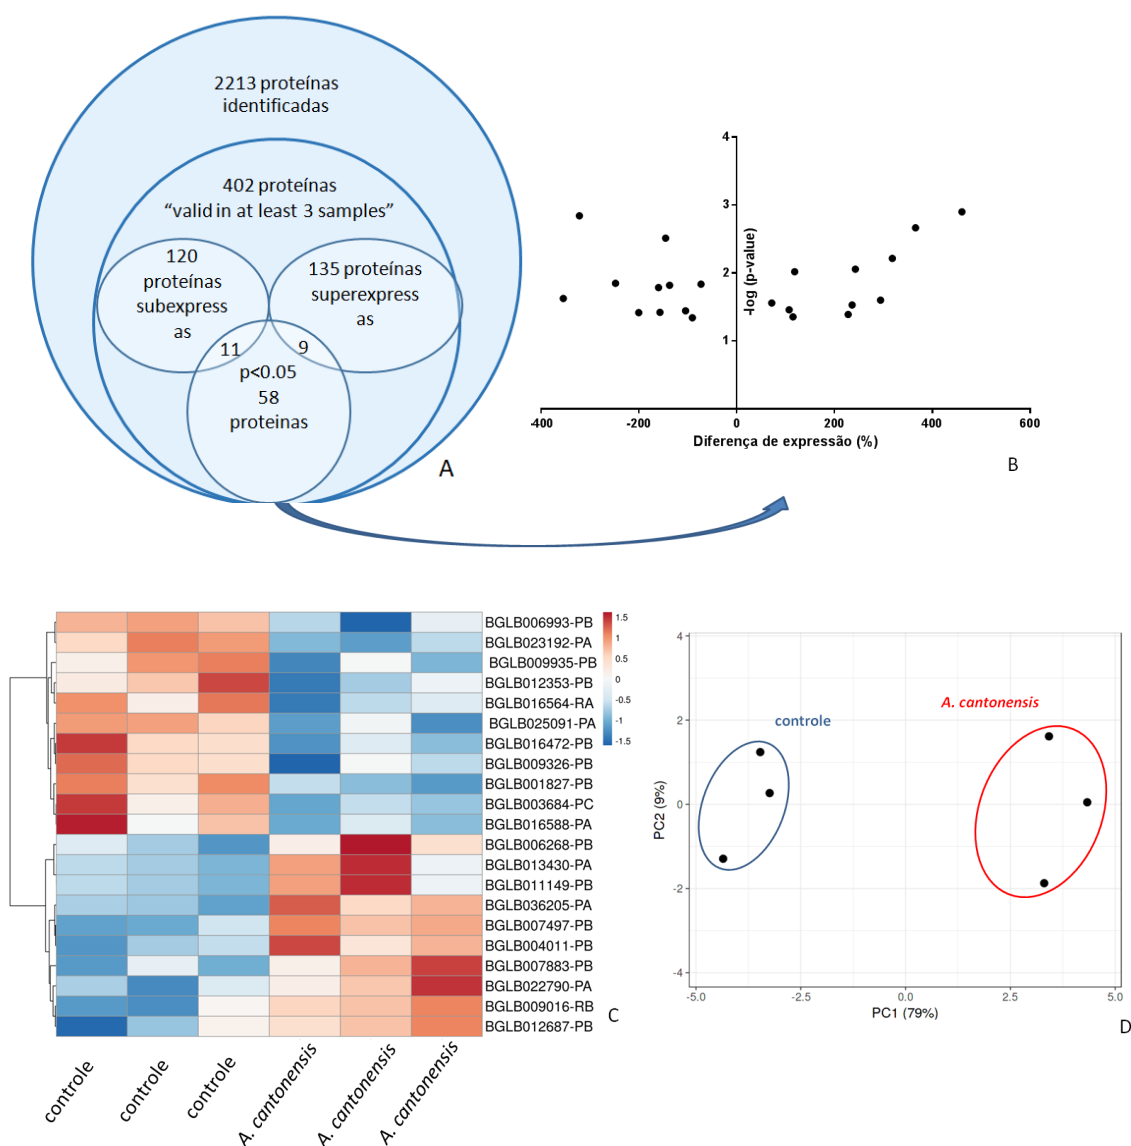 2213 proteínas
identificadas
402 proteínas
“valid in at least 3 samples”
120
proteínas
subexpress
as
135 proteínas
superexpress
as
11
9
p<0.05
58
proteinas
A
4
3
2
1
-log (p-value)
-400
-200
0
200
400
600
Diferença de expressão (%)
B
BGLB006993-PB
BGLB023192-PA
BGLB009935-PB
BGLB012353-PB
BGLB016564-RA
BGLB025091-PA
BGLB016472-PB
BGLB009326-PB
BGLB001827-PB
BGLB003684-PC
BGLB016588-PA
BGLB006268-PB
BGLB013430-PA
BGLB011149-PB
BGLB036205-PA
BGLB007497-PB
BGLB004011-PB
BGLB007883-PB
BGLB022790-PA
BGLB009016-RB
BGLB012687-PB
1.5
1
0.5
0
-0.5
-1
-1.5
controle
controle
controle
A. cantonensis
A. cantonensis
A. cantonensis
C
controle
A. cantonensis
4
2
0
-2
-4
PC2 (9%)
-5.0
-2.5
0.0
2.5
5.0
PC1 (79%)
D